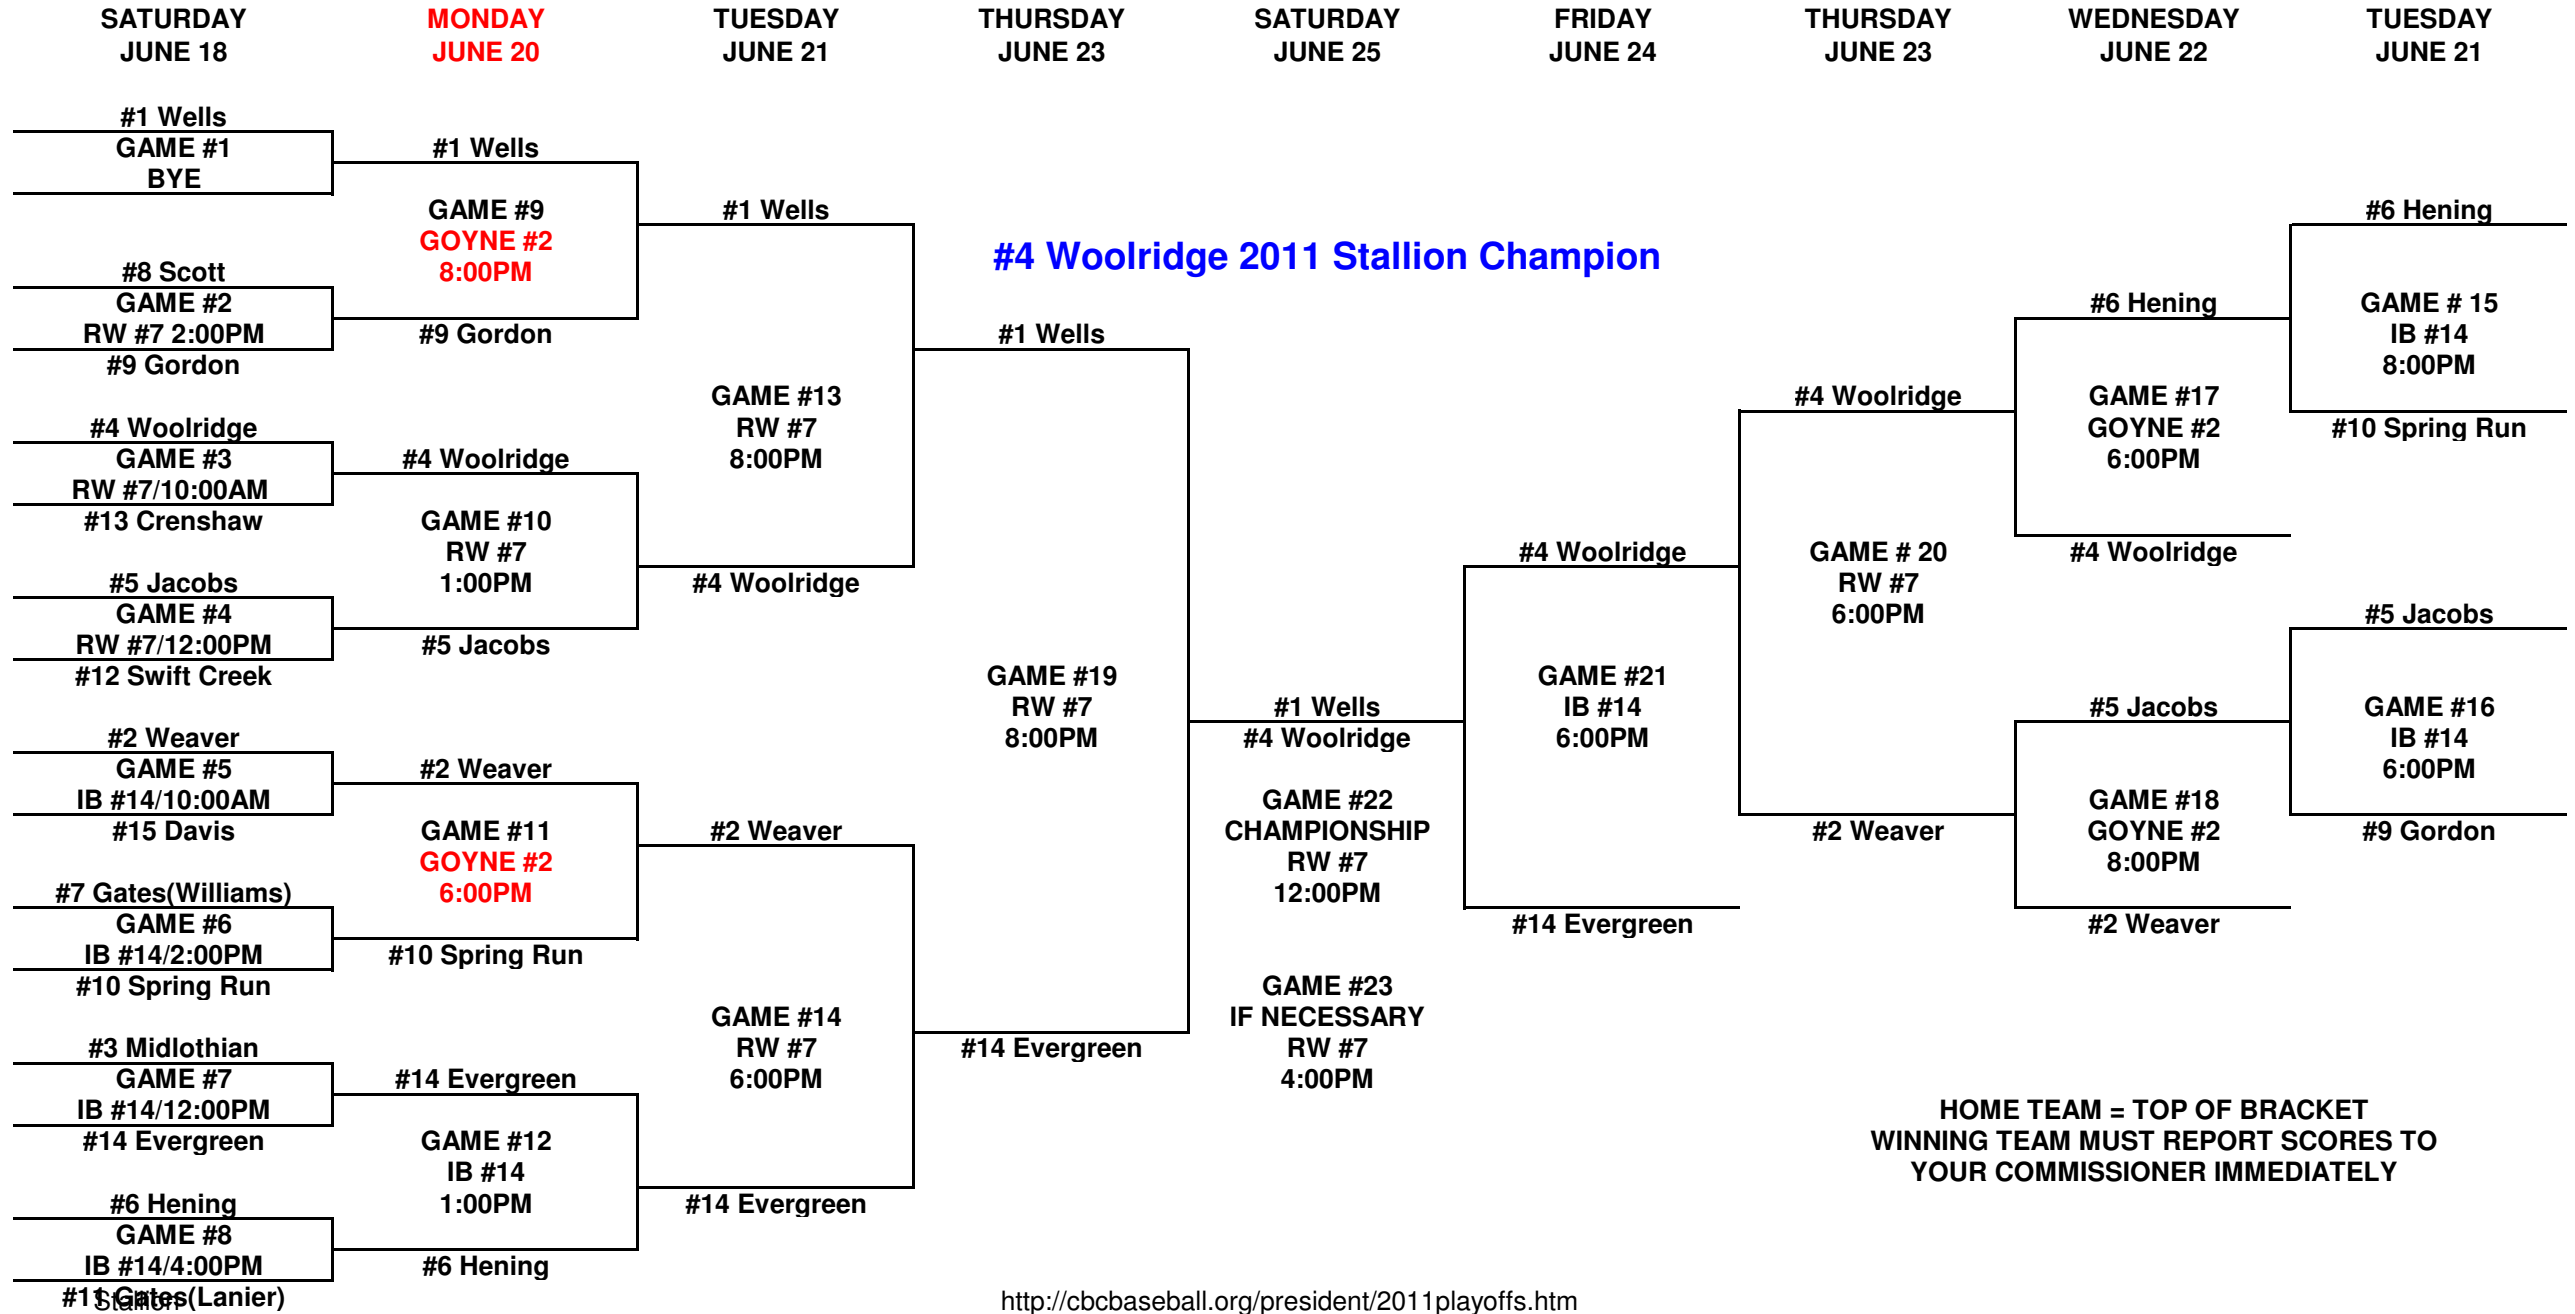 SATURDAY
JUNE 18
MONDAY
JUNE 20
TUESDAY
JUNE 21
THURSDAY
JUNE 23
SATURDAY
JUNE 25
FRIDAY
JUNE 24
THURSDAY
JUNE 23
WEDNESDAY
JUNE 22
TUESDAY
JUNE 21
#1 Wells
GAME #1
BYE
#8 Scott
GAME #2
RW #7 2:00PM
#9 Gordon
#4 Woolridge
GAME #3
RW #7/10:00AM
#13 Crenshaw
#5 Jacobs
GAME #4
RW #7/12:00PM
#12 Swift Creek
#2 Weaver
GAME #5
IB #14/10:00AM
#15 Davis
#7 Gates(Williams)
GAME #6
IB #14/2:00PM
#10 Spring Run
#3 Midlothian
GAME #7
IB #14/12:00PM
#14 Evergreen
#6 Hening
GAME #8
IB #14/4:00PM
#11 Gates(Lanier)
Stallion
#1 Wells
GAME #9
GOYNE #2
8:00PM
#9 Gordon
#4 Woolridge
GAME #10
RW #7
1:00PM
#5 Jacobs
#2 Weaver
GAME #11
GOYNE #2
6:00PM
#10 Spring Run
#14 Evergreen
GAME #12
IB #14
1:00PM
#6 Hening
#1 Wells
GAME #13
RW #7
8:00PM
#4 Woolridge
#2 Weaver
GAME #14
RW #7
6:00PM
#14 Evergreen
#4 Woolridge 2011 Stallion Champion
#1 Wells
GAME #19
RW #7
8:00PM
#14 Evergreen
#1 Wells
#4 Woolridge
GAME #22
CHAMPIONSHIP
RW #7
12:00PM
GAME #23
IF NECESSARY
RW #7
4:00PM
#4 Woolridge
GAME #21
IB #14
6:00PM
#14 Evergreen
#4 Woolridge
GAME # 20
RW #7
6:00PM
#2 Weaver
#6 Hening
GAME #17
GOYNE #2
6:00PM
#4 Woolridge
#5 Jacobs
GAME #18
GOYNE #2
8:00PM
#2 Weaver
#6 Hening
GAME # 15
IB #14
8:00PM
#10 Spring Run
#5 Jacobs
GAME #16
IB #14
6:00PM
#9 Gordon
HOME TEAM = TOP OF BRACKET
WINNING TEAM MUST REPORT SCORES TO
YOUR COMMISSIONER IMMEDIATELY
http://cbcbaseball.org/president/2011playoffs.htm